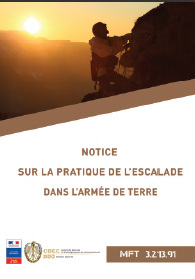 NOTICE
SUR LA PRATIQUE DE L'ESCALADE
DANS L'ARMÉE DE TERRE
MFT 3.2.13.91